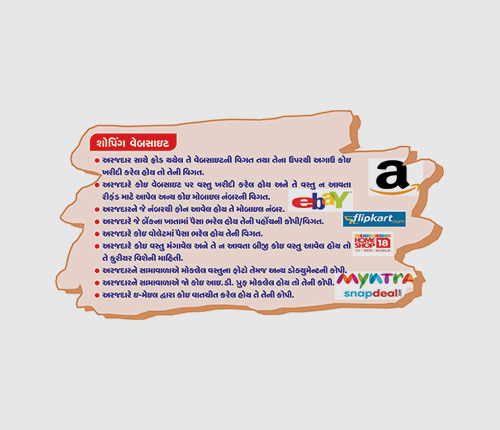 શોપિંગ વેબસાઇટ
• અરજદાર સાથે ફ્રોડ થયેલ તે વેબસાઇટની વિગત તથા તેના ઉપરથી અગાઉ કોઇ
ખરીદી કરેલ હોય તો તેની વિગત.
• અરજદારે કોઇ વેબસાઇટ પર વસ્તુ ખરીદી કરેલ હોય અને તે વસ્તુ ન આવતા
રીફંડ માટે આપેલ અન્ય કોઇ મોબાઇલ નંબરની વિગત.
• અરજદારને જે નંબરથી ફોન આવેલ હોય તે મોબાઇલ નંબર.
• અરજદારે જે બેંકના ખાતામાં પૈસા ભરેલ હોય તેની પહોંચની કોપી/વિગત.
• અરજદારે કોઇ વોલેટમાં પૈસા ભરેલ હોય તેની વિગત.
• અરજદારે કોઇ વસ્તુ મંગાવેલ અને તે ન આવતા બીજી કોઇ વસ્તુ આવેલ હોય તો
તે કુરીયર વિશેની માહિતી.
• અરજદારને સામાવાળાએ મોકલેલ વસ્તુના ફોટો તેમજ અન્ય ડોક્યુમેન્ટની કોપી.
• અરજદારને સામાવાળાએ જો કોઇ આઇ.ડી. પ્રુફ મોકલેલ હોય તો તેની કોપી.
• અરજદારે ઇ-મેઇલ દ્વારા કોઇ વાતચીત કરેલ હોય તે તેની કોપી.
a
ebay
flipkart.com
18
Myntra
snapdeal